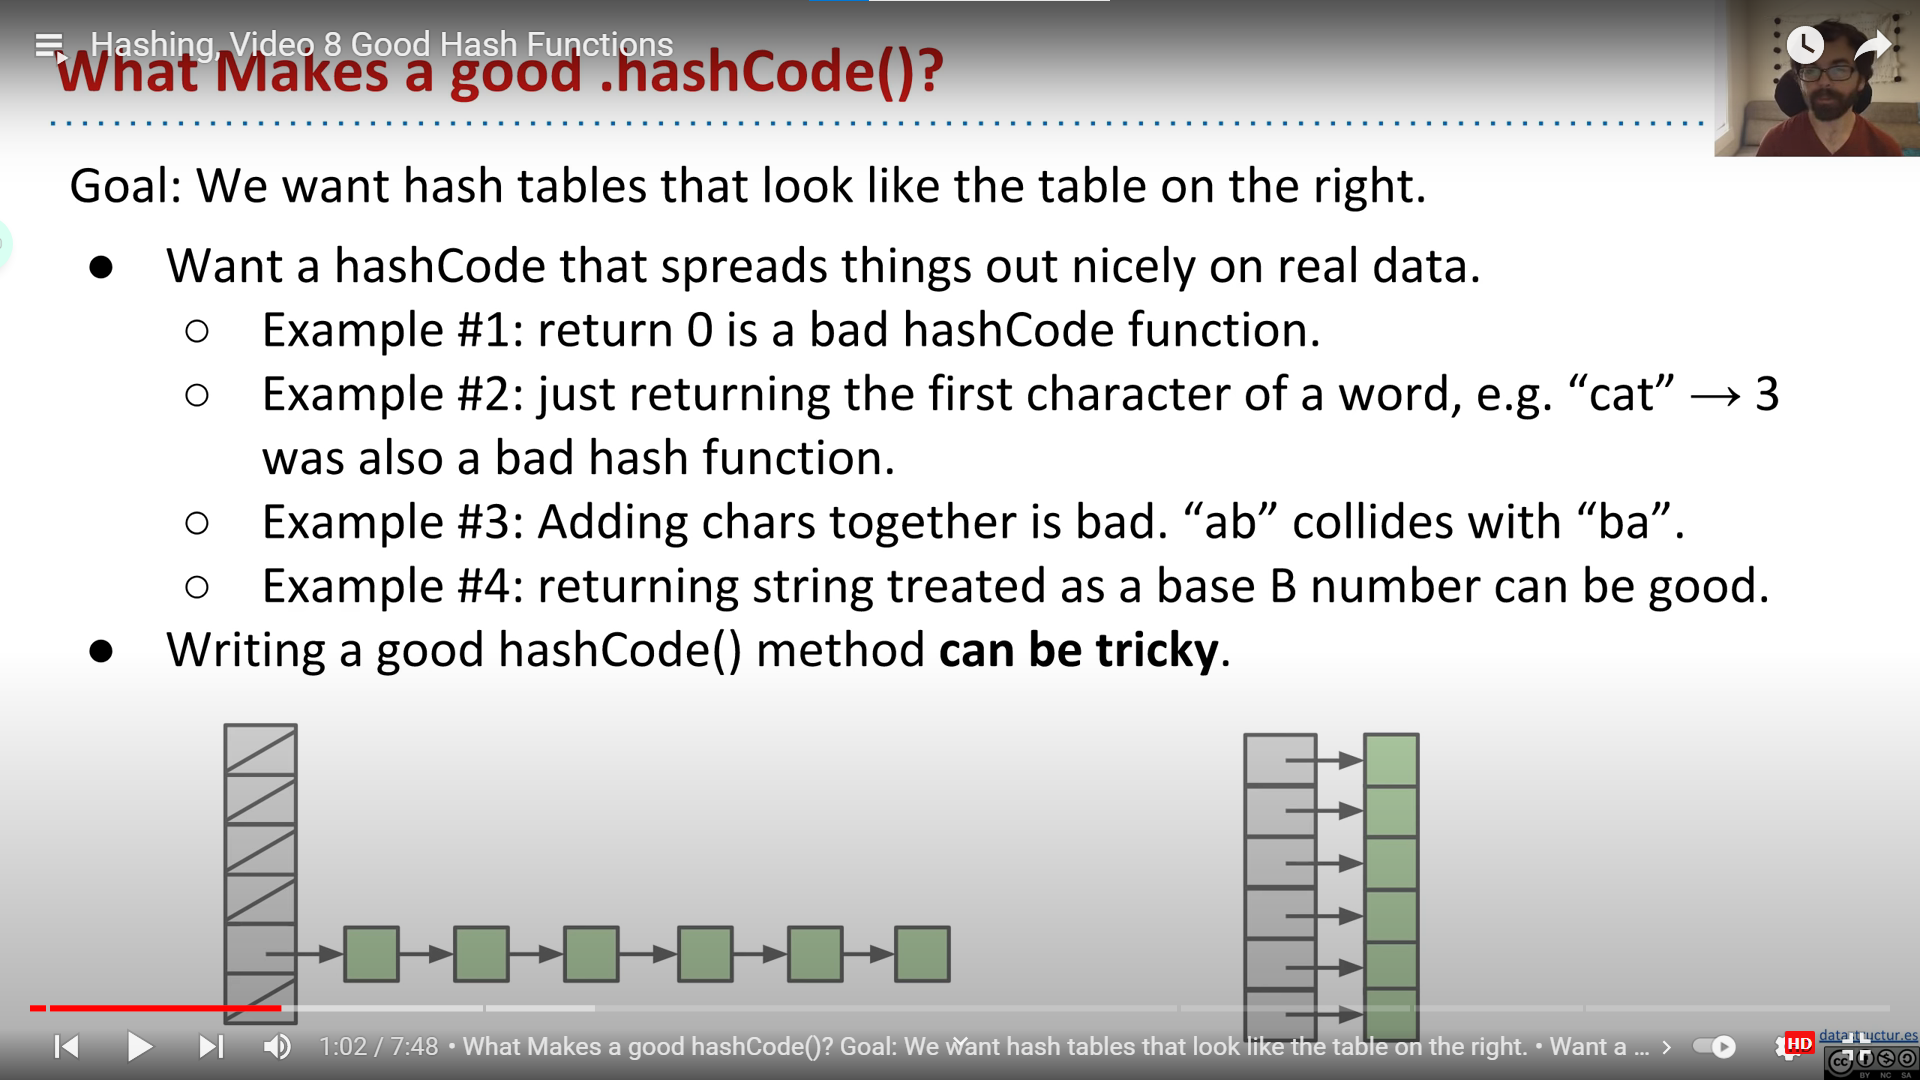 Hashing, Video 8 Good Hash Functions
What Makes a good .hashCode()?
Goal: We want hash tables that look like the table on the right.
● Want a hashCode that spreads things out nicely on real data.
○ Example #1: return 0 is a bad hashCode function.
○ Example #2: just returning the first character of a word, e.g. “cat” → 3
was also a bad hash function.
○ Example #3: Adding chars together is bad. “ab” collides with “ba”.
○ Example #4: returning string treated as a base B number can be good.
● Writing a good hashCode() method can be tricky.
1:02 / 7:48 • What Makes a good hashCode()? Goal: We want hash tables that look like the table on the right. • Want a ...
HD
datastructur.es
cc
BY NC SA